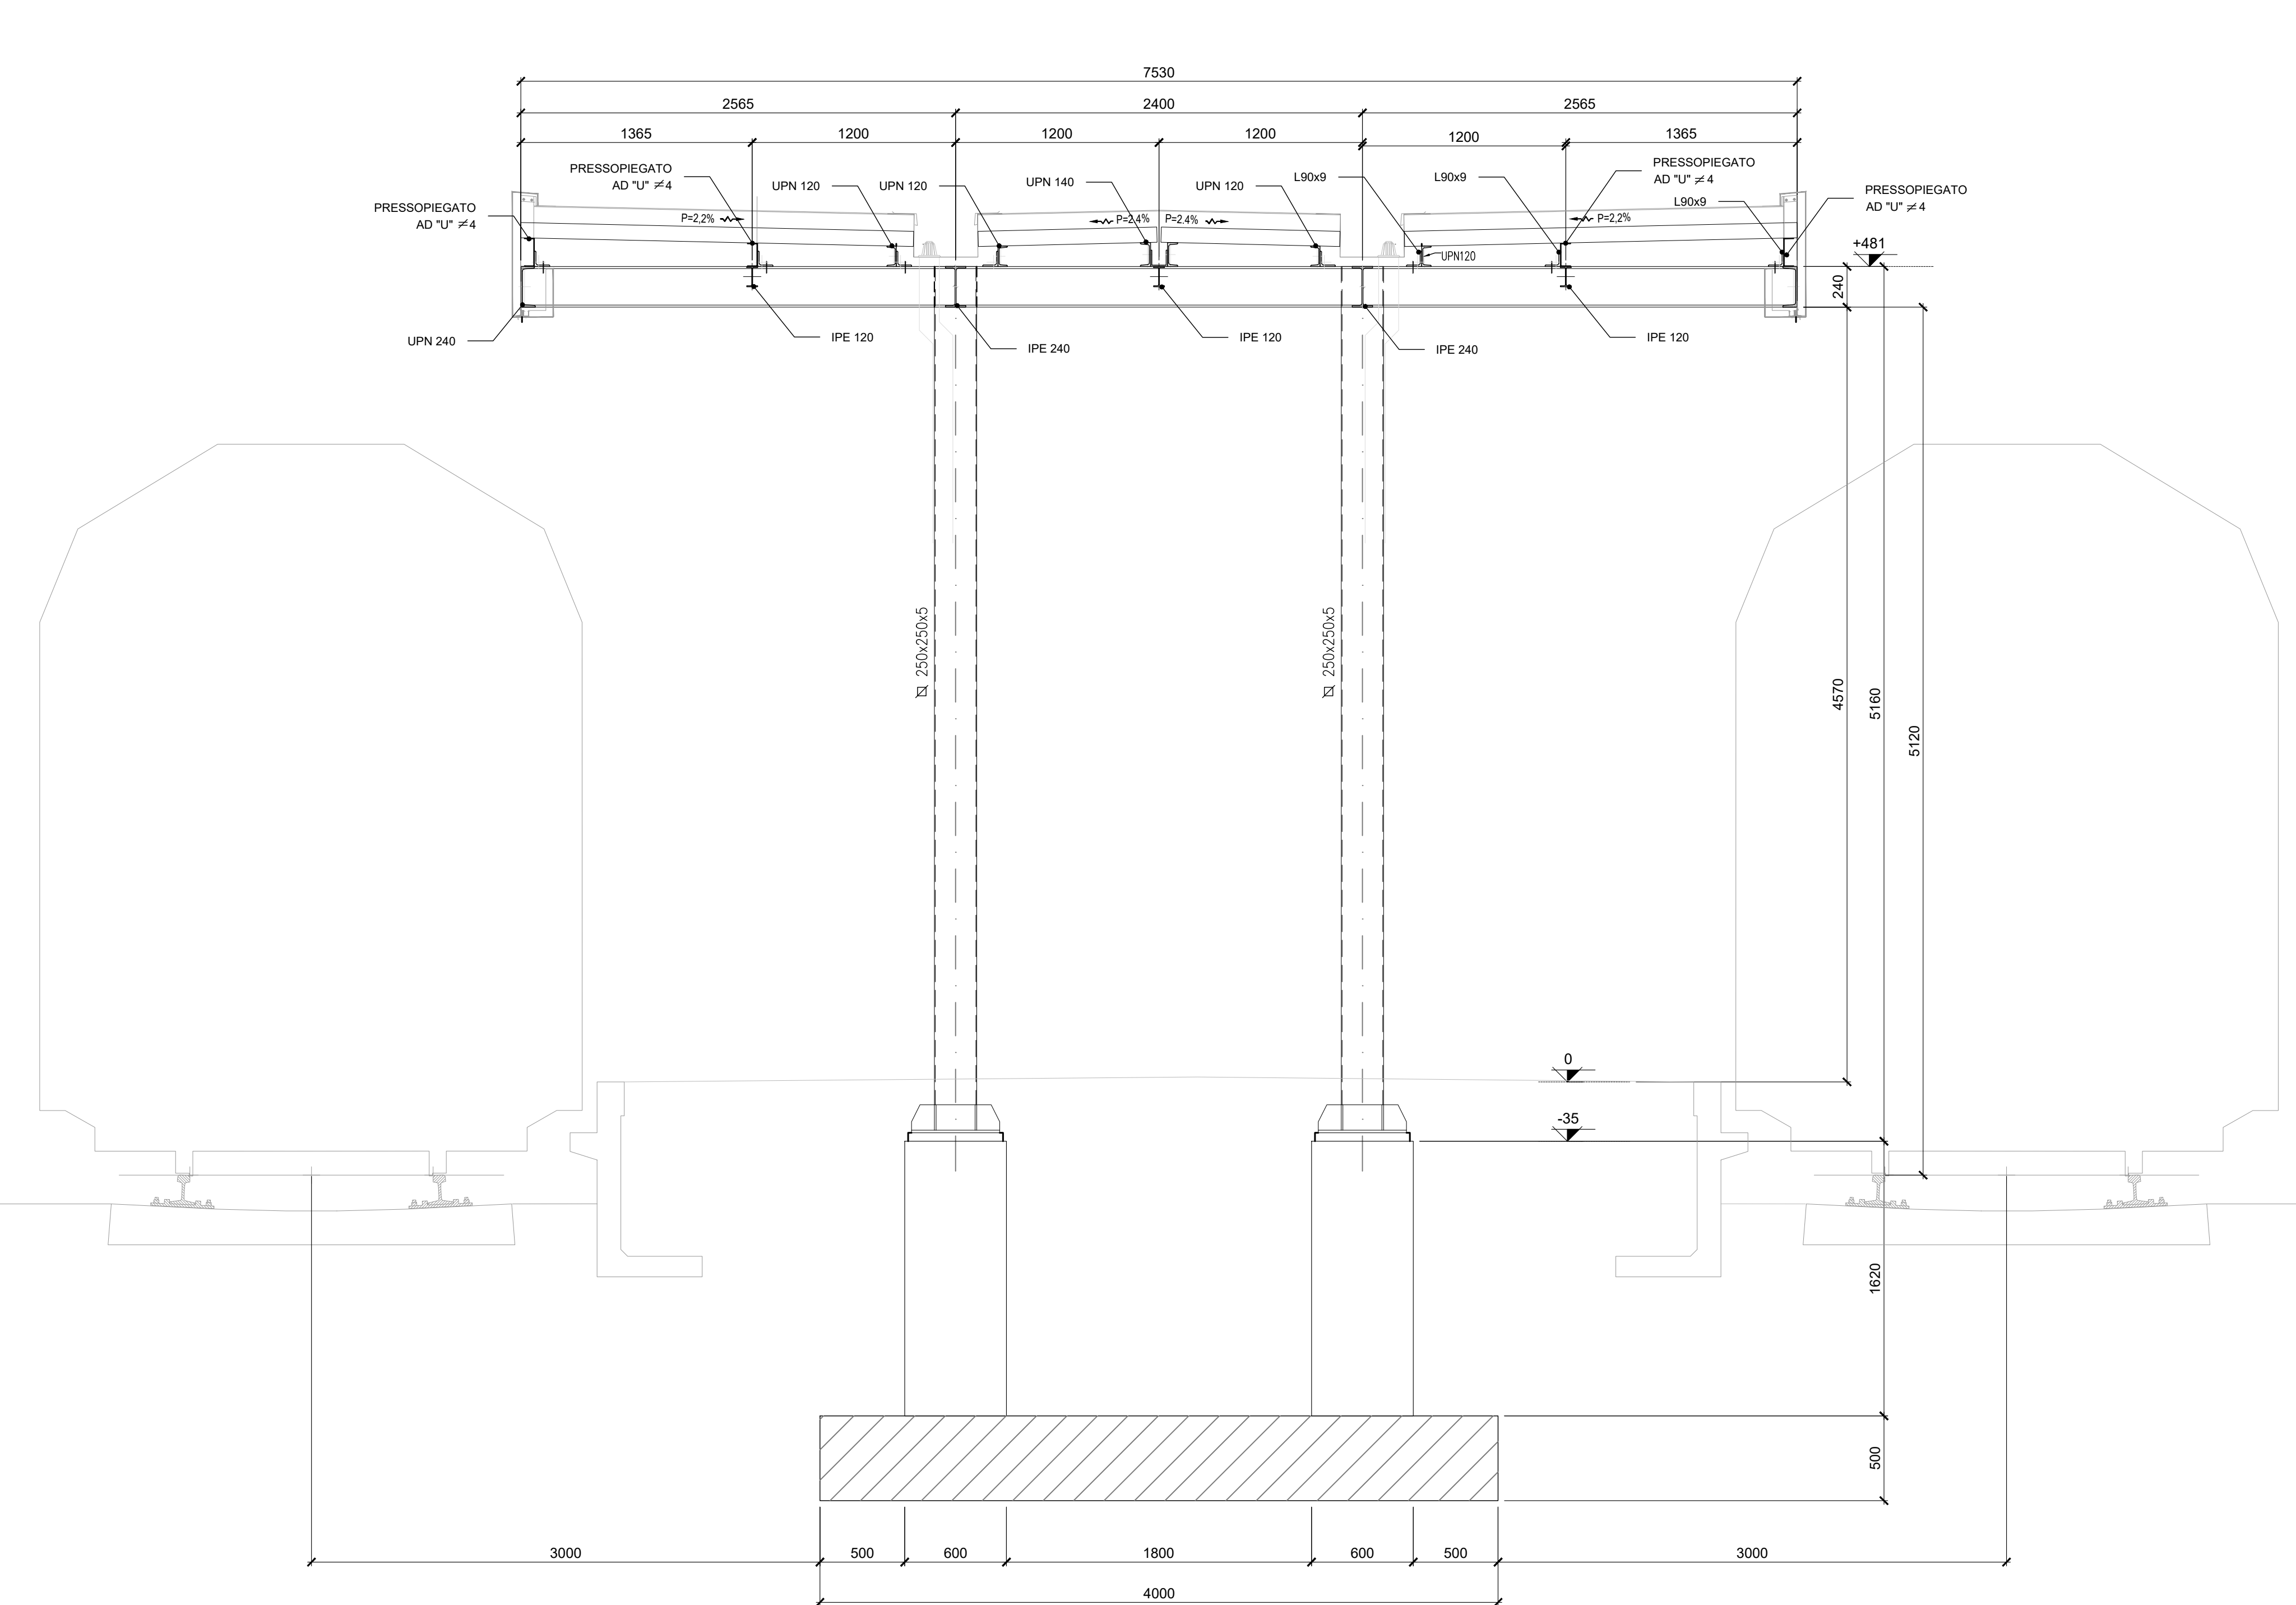 7530
2565 2400 2565
1365 1200 1200 1200 1200 1365
PRESSOPIEGATO
AD "U" ≠4
PRESSOPIEGATO
AD "U" ≠4
UPN 120
UPN 120
UPN 140
UPN 120
L90x9
L90x9
PRESSOPIEGATO
AD "U" ≠4
L90x9
PRESSOPIEGATO
AD "U" ≠4
P=2,2%
P=2.4%
P=2.4%
P=2,2%
UPN120
+481
240
UPN 240
IPE 120
IPE 240
IPE 120
IPE 240
IPE 120
250x250x5
250x250x5
4570
5160
5120
0
-35
1620
500
3000 500 600 1800 600 500 3000
4000